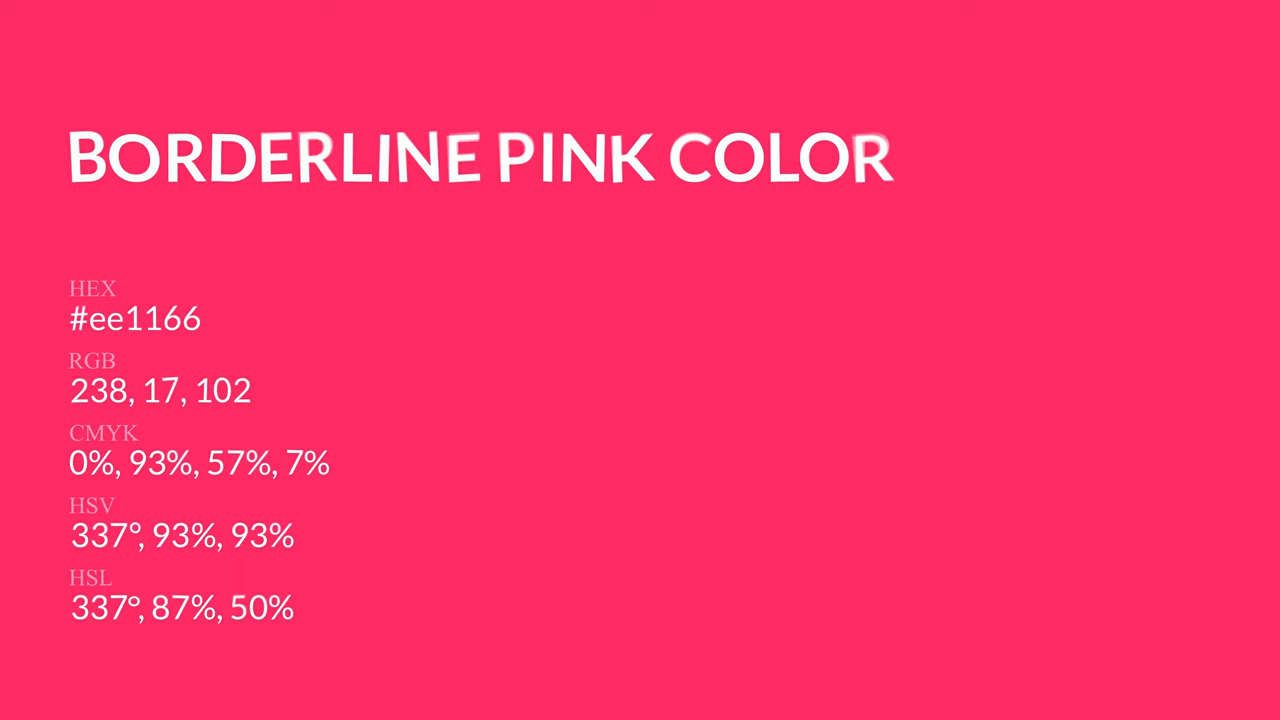 BORDERLINE PINK COLOR
HEX
#ee1166
RGB
238, 17, 102
CMYK
0%, 93%, 57%, 7%
HSV
337°, 93%, 93%
HSL
337°, 87%, 50%